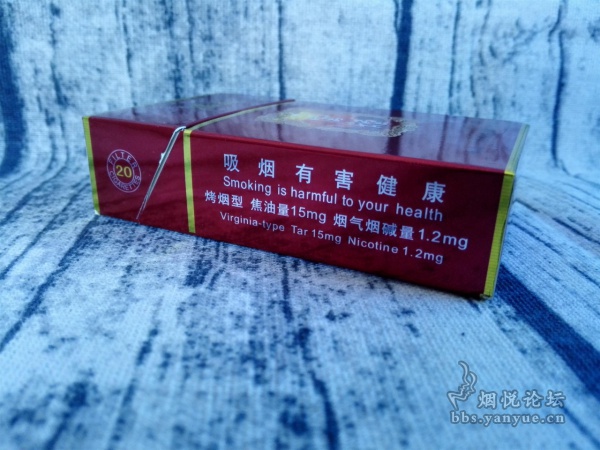 FILTER
20
CIGARETTES
吸烟有害健康
Smoking is harmful to your health
烤烟型 焦油量15mg 烟气烟碱量1.2mg
Virginia-type Tar 15mg Nicotine 1.2mg
烟悦论坛
bbs.yanyue.cn